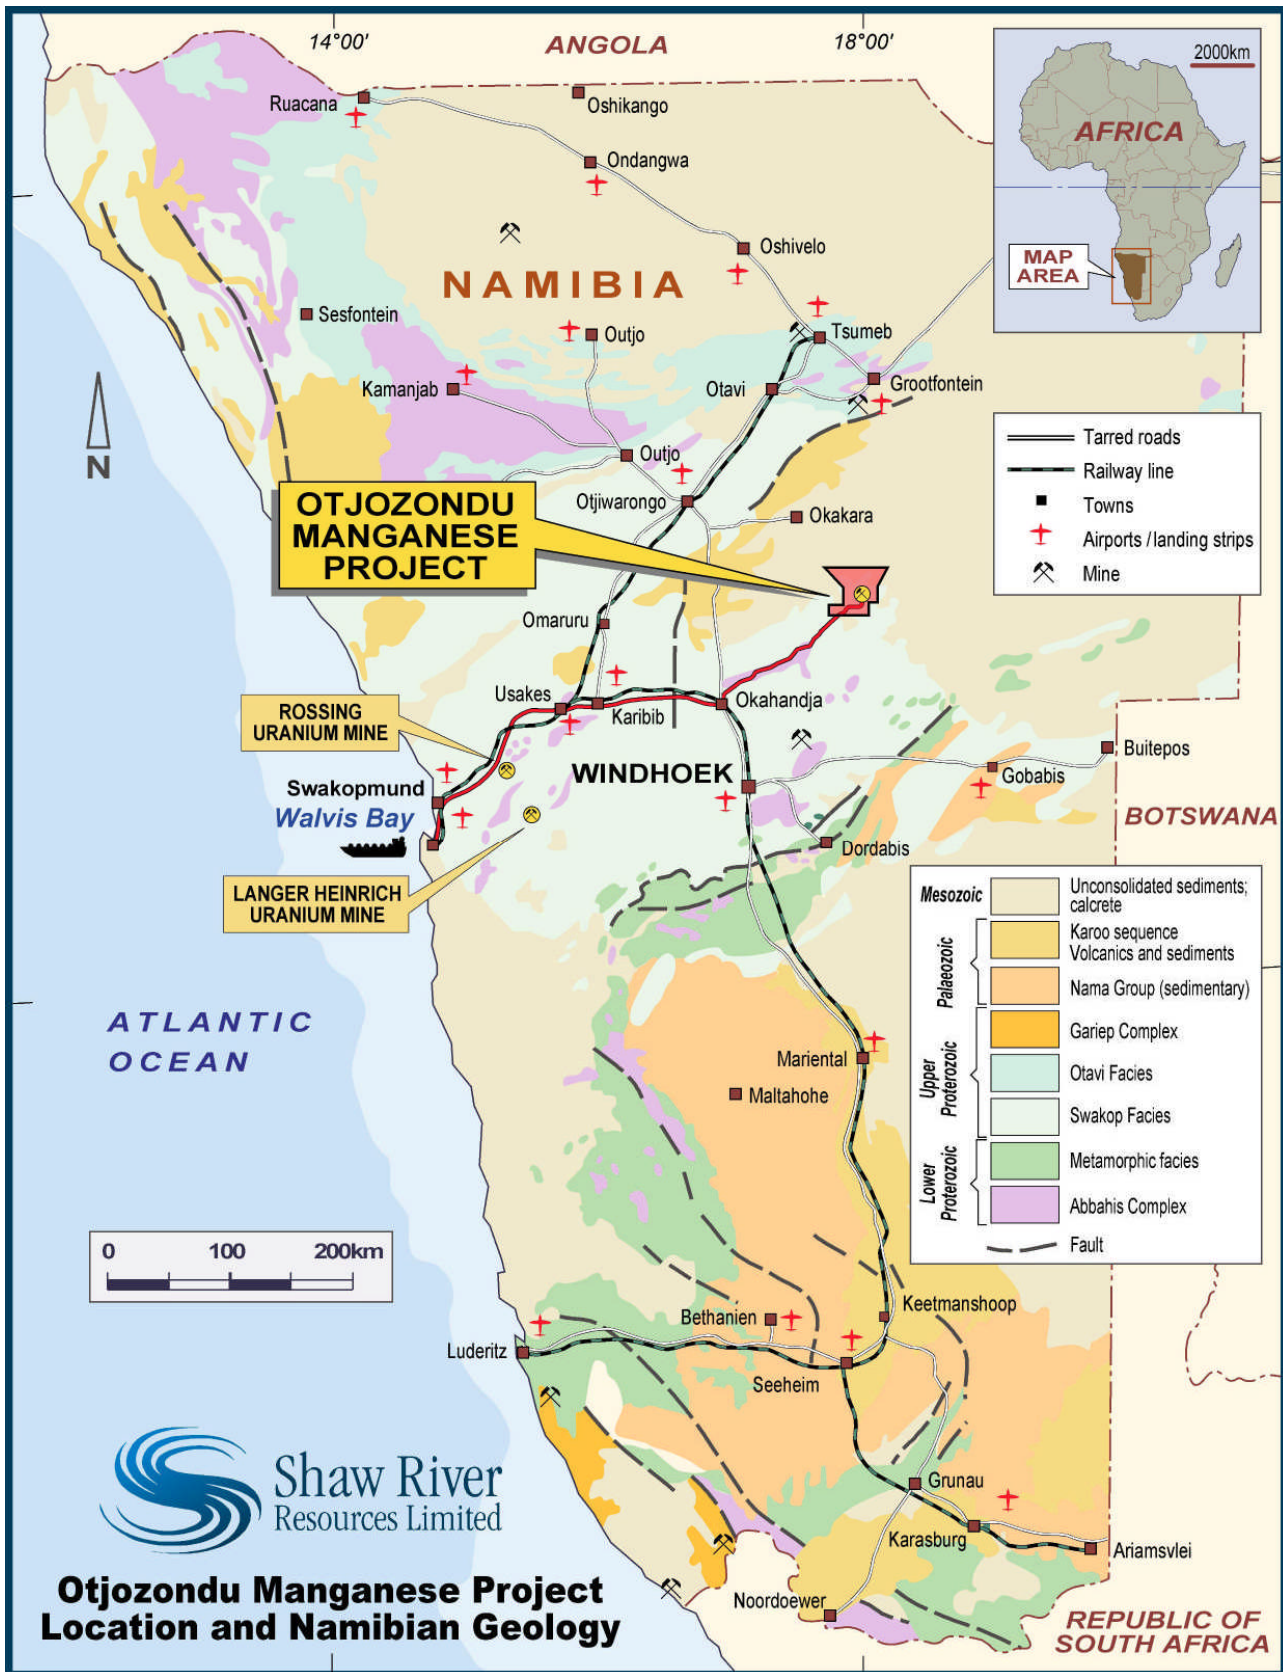 14°00'
18°00'
ANGOLA
2000km
AFRICA
MAP
AREA
Ruacana
Oshikango
Ondangwa
Oshivelo
NAMIBIA
Sesfontein
Outjo
Tsumeb
Kamanjab
Otavi
Grootfontein
Outjo
Otjiwarongo
Okakara
N
Tarred roads
Railway line
Towns
Airports / landing strips
Mine
OTJOZONDU
MANGANESE
PROJECT
Omaruru
Usakes
Karibib
Okahandja
ROSSING
URANIUM MINE
WINDHOEK
Buitepos
Gobabis
Swakopmund
Walvis Bay
BOTSWANA
Dordabis
LANGER HEINRICH
URANIUM MINE
Mesozoic
Unconsolidated sediments;
calcrete
Palaeozoic
Karoo sequence
Volcanics and sediments
Nama Group (sedimentary)
Upper
Proterozoic
Gariep Complex
Otavi Facies
Swakop Facies
Lower
Proterozoic
Metamorphic facies
Abbahis Complex
Fault
ATLANTIC
OCEAN
Mariental
Maltahohe
0 100 200km
Keetmanshoop
Bethanien
Luderitz
Seeheim
Grunau
Karasburg
Ariamsvlei
Noordoewer
REPUBLIC OF
SOUTH AFRICA
Shaw River
Resources Limited
Otjozondu Manganese Project
Location and Namibian Geology